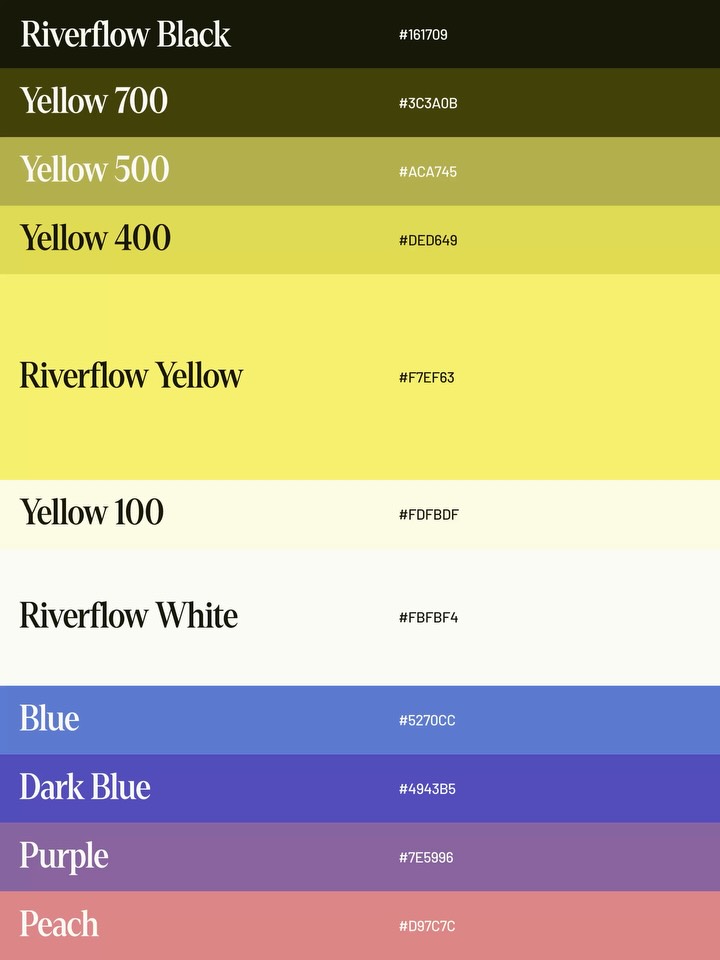 Riverflow Black #161709
Yellow 700 #3C3A0B
Yellow 500 #ACA745
Yellow 400 #DED649
Riverflow Yellow #F7EF63
Yellow 100 #FDFBDF
Riverflow White #FBFBF4
Blue #5270CC
Dark Blue #4943B5
Purple #7E5996
Peach #D97C7C